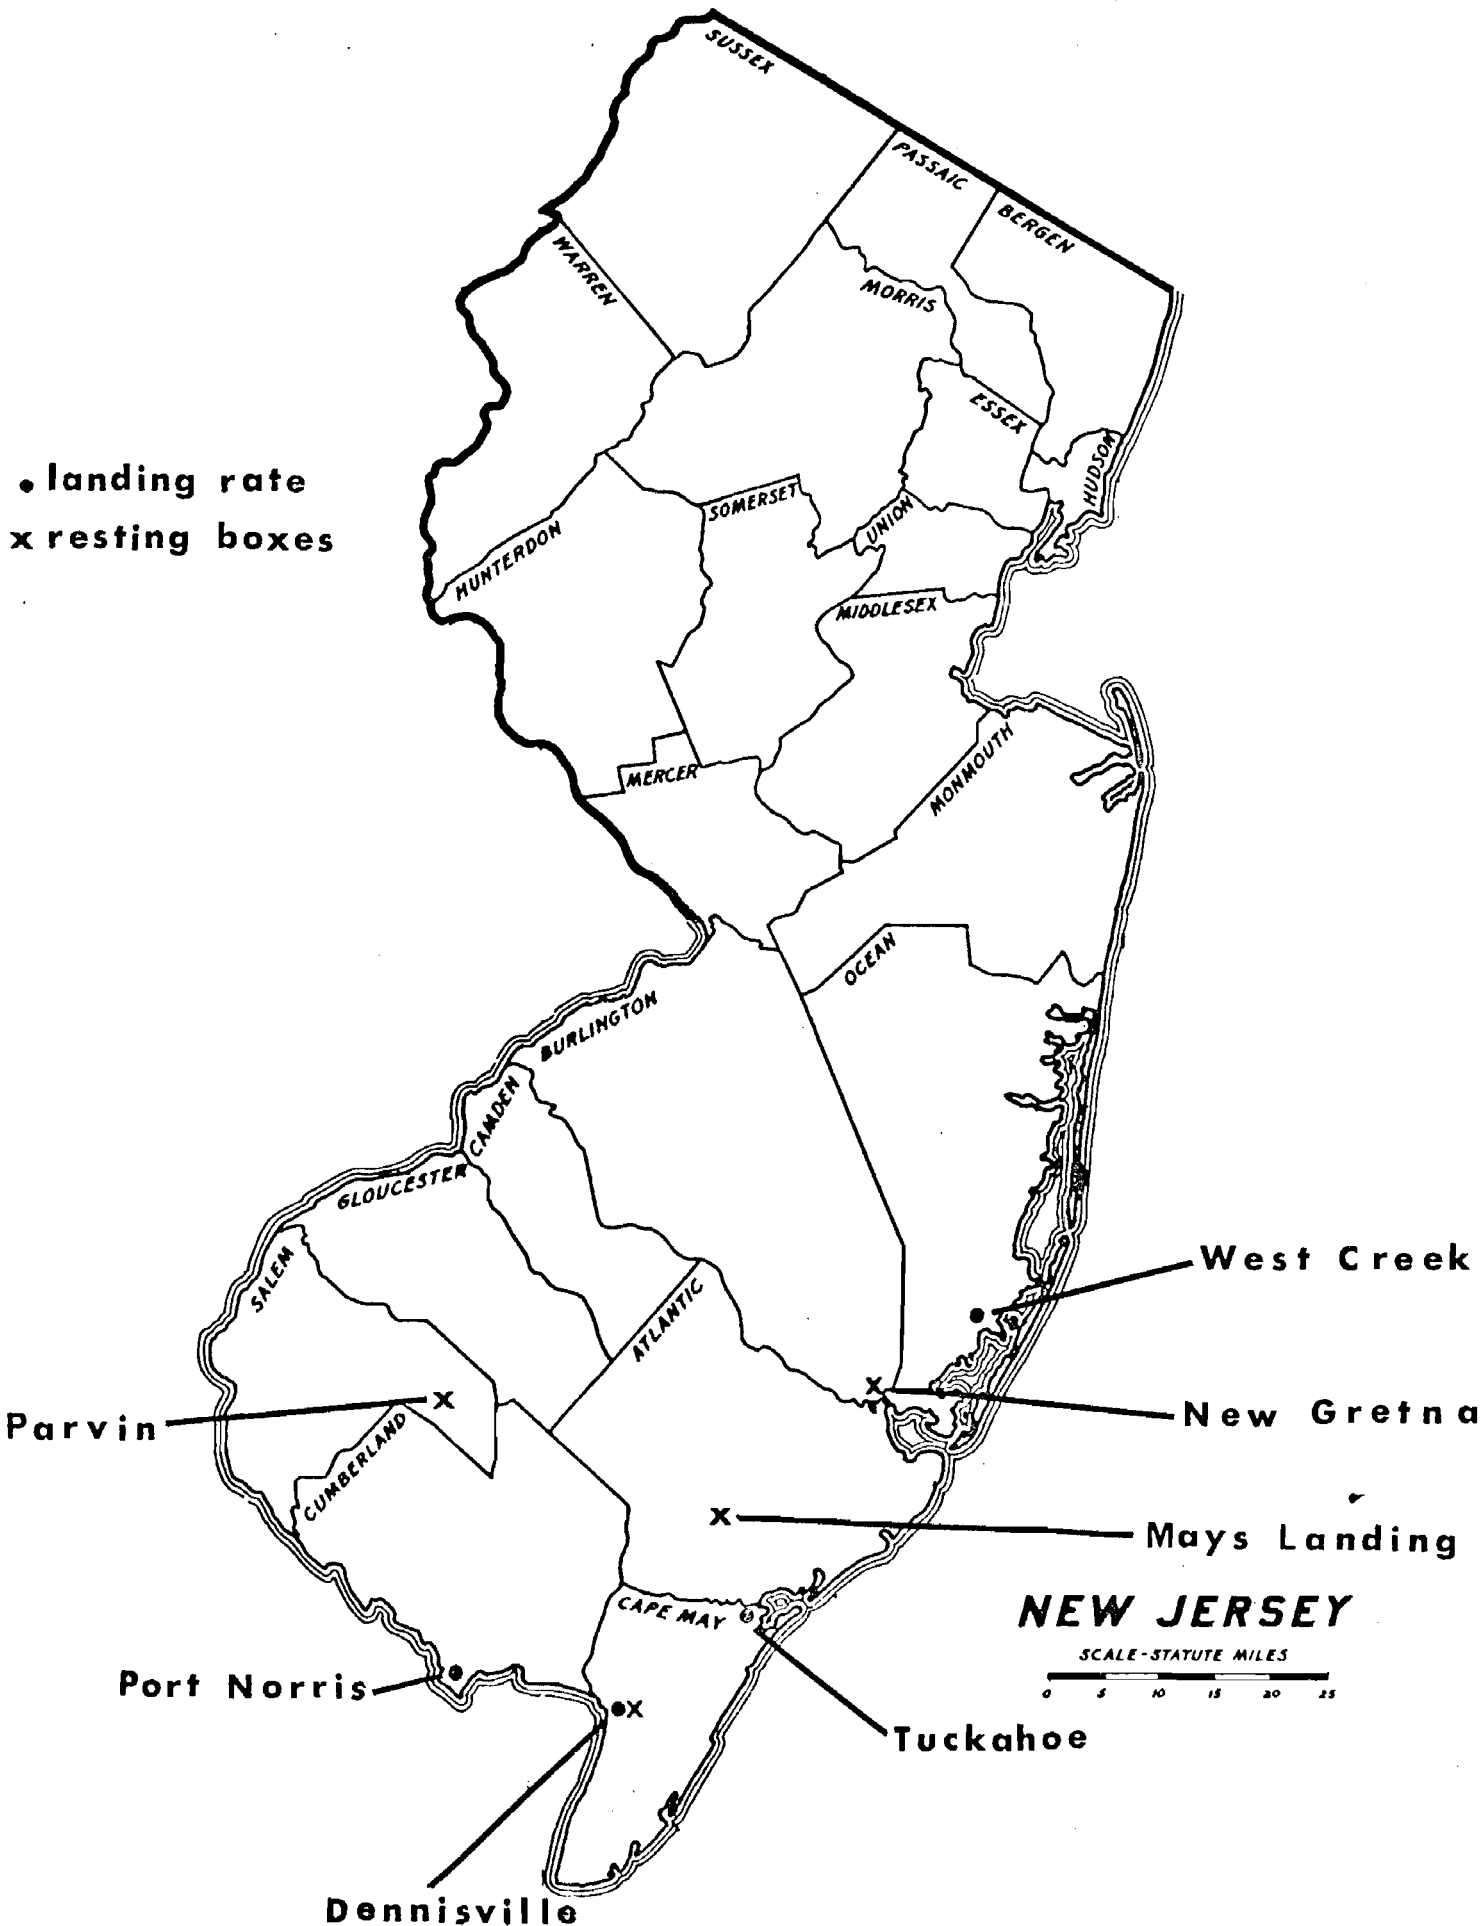 SUSSEX
PASSAIC
BERGEN
WARREN
MORRIS
ESSEX
HUDSON
• landing rate
x resting boxes
SOMERSET
UNION
HUNTERDON
MIDDLESEX
MERCER
MONMOUTH
OCEAN
BURLINGTON
CAMDEN
GLOUCESTER
SALEM
ATLANTIC
West Creek
Parvin
New Gretna
CUMBERLAND
Mays Landing
CAPE MAY
NEW JERSEY
SCALE-STATUTE MILES
0 5 10 15 20 25
Port Norris
Tuckahoe
Dennisville